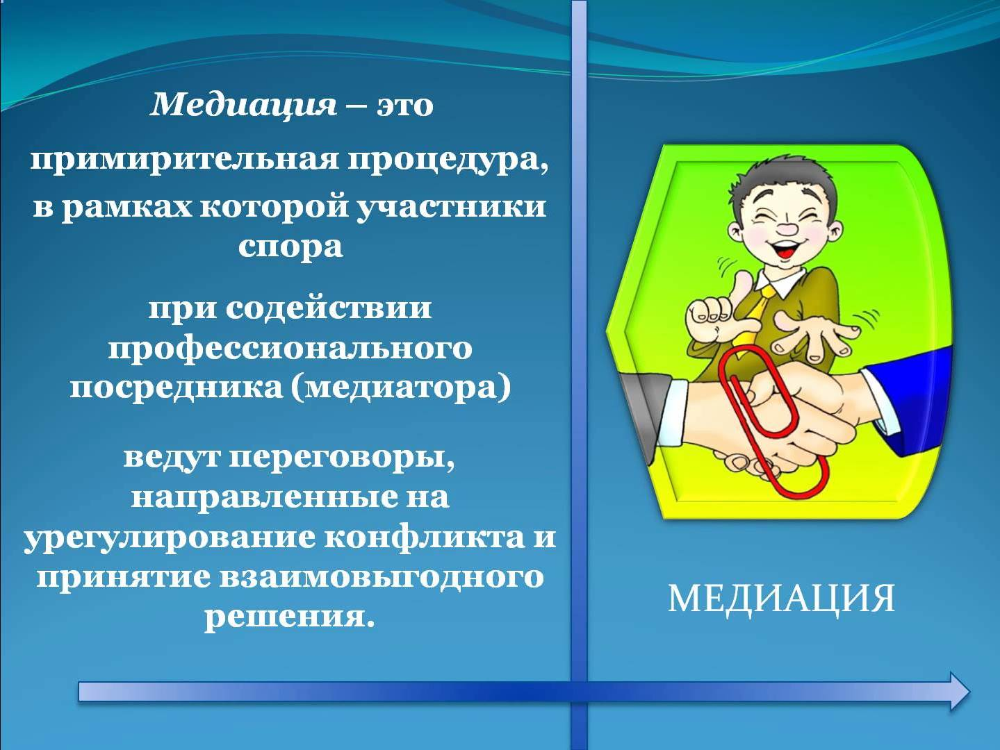 Медиация – это
примирительная процедура,
в рамках которой участники
спора
при содействии
профессионального
посредника (медиатора)
ведут переговоры,
направленные на
урегулирование конфликта и
принятие взаимовыгодного
решения.
МЕДИАЦИЯ